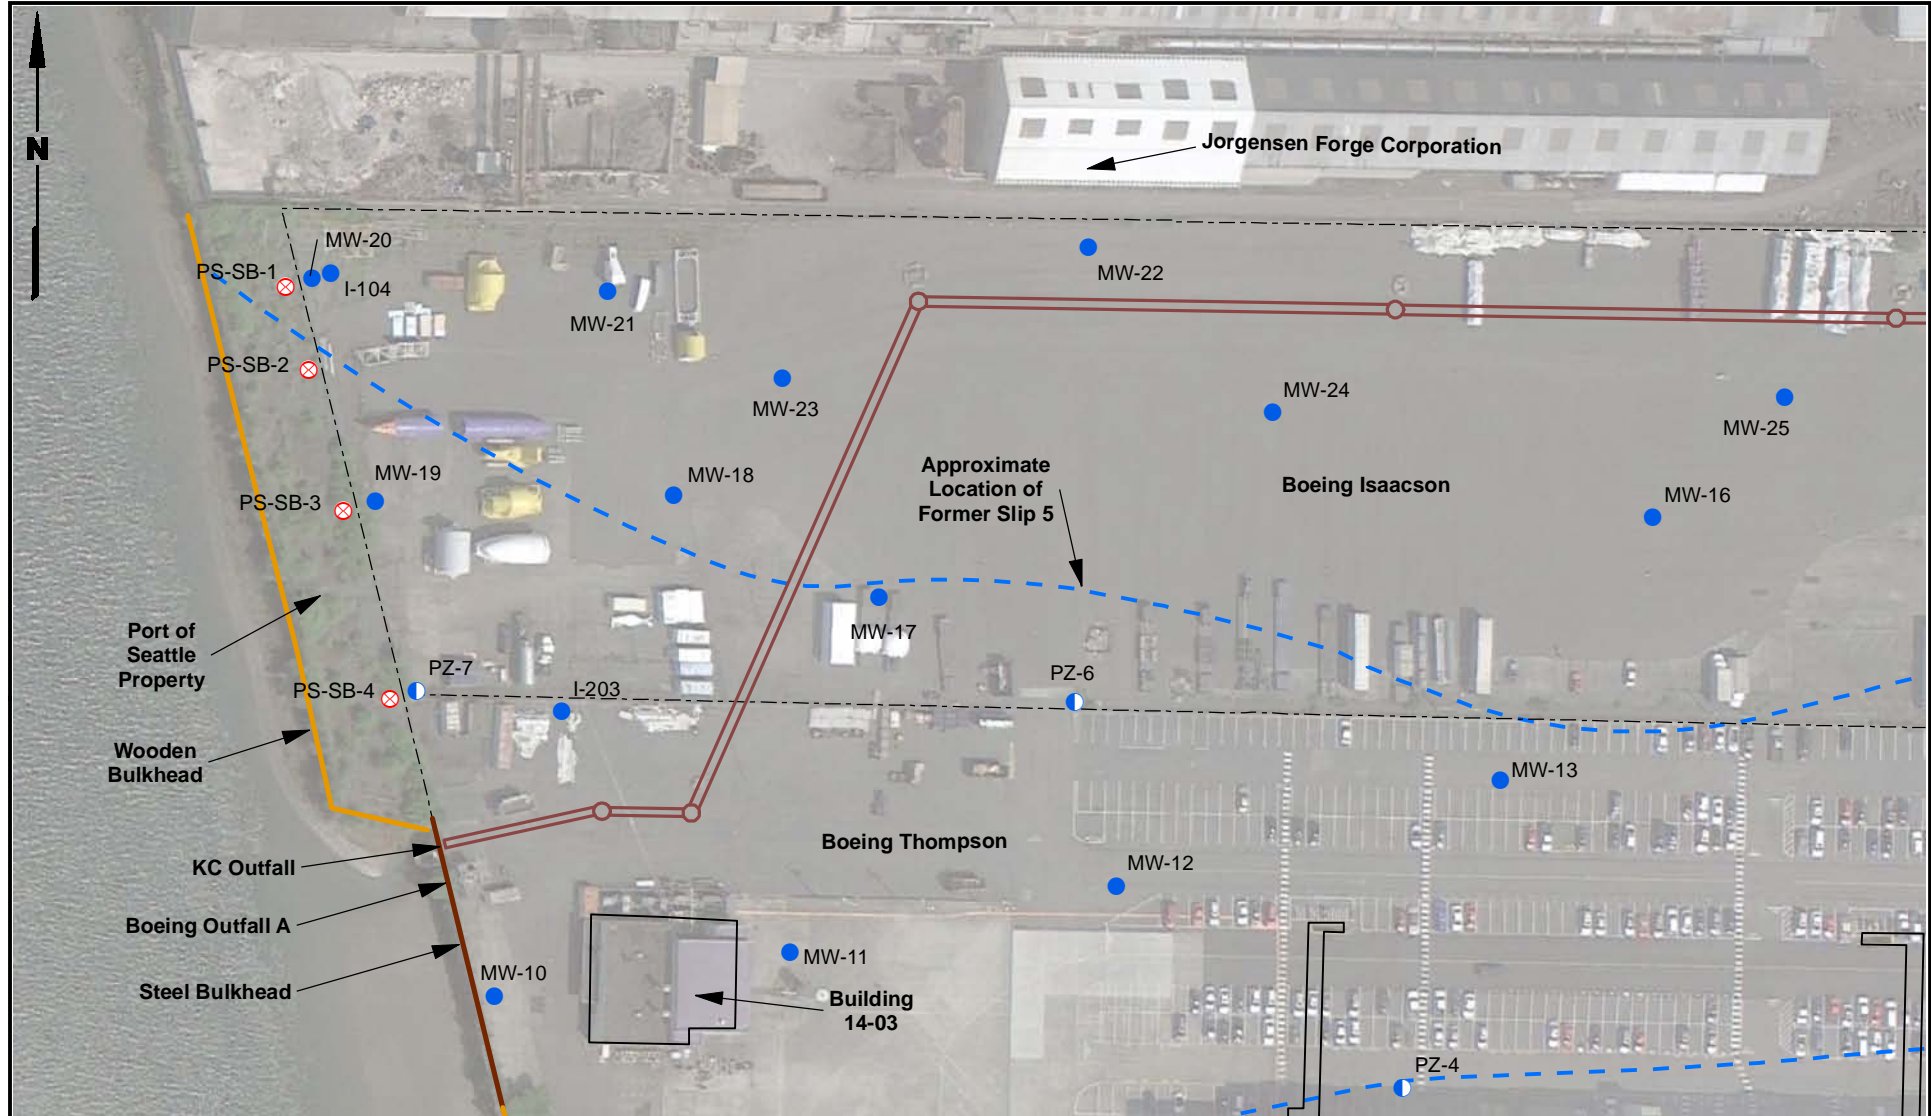 N
Jorgensen Forge Corporation
MW-20
PS-SB-1
I-104
MW-21
MW-22
PS-SB-2
MW-23
MW-24
MW-25
MW-19
MW-18
Approximate
Location of
Former Slip 5
Boeing Isaacson
MW-16
PS-SB-3
MW-17
Port of
Seattle
Property
PZ-7
PS-SB-4
I-203
PZ-6
Wooden
Bulkhead
MW-13
Boeing Thompson
KC Outfall
MW-12
Boeing Outfall A
MW-11
MW-10
Steel Bulkhead
Building
14-03
PZ-4